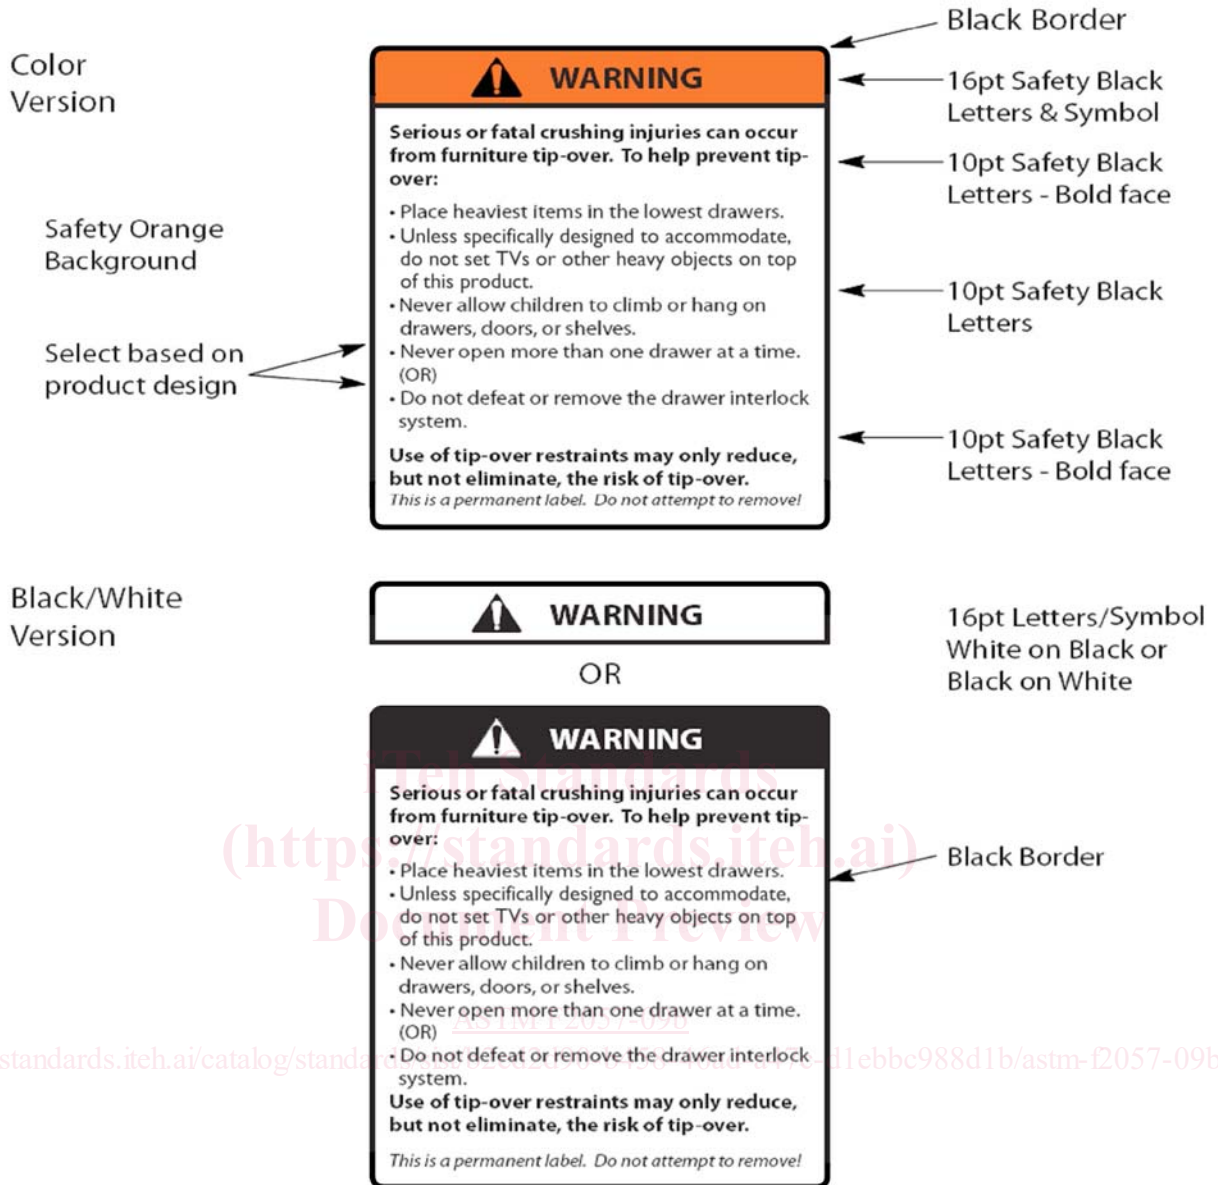 Color
Version
Black Border
WARNING
16pt Safety Black
Letters & Symbol
Serious or fatal crushing injuries can occur
from furniture tip-over. To help prevent tip-
over:
10pt Safety Black
Letters - Bold face
• Place heaviest items in the lowest drawers.
• Unless specifically designed to accommodate,
do not set TVs or other heavy objects on top
of this product.
Safety Orange
Background
• Never allow children to climb or hang on
drawers, doors, or shelves.
10pt Safety Black
Letters
• Never open more than one drawer at a time.
(OR)
• Do not defeat or remove the drawer interlock
system.
Select based on
product design
Use of tip-over restraints may only reduce,
but not eliminate, the risk of tip-over.
10pt Safety Black
Letters - Bold face
This is a permanent label. Do not attempt to remove!
Black/White
Version
WARNING
OR
16pt Letters/Symbol
White on Black or
Black on White
WARNING
iTeh Standards
(https://standards.iteh.ai)
Document Preview
Serious or fatal crushing injuries can occur
from furniture tip-over. To help prevent tip-
over:
• Place heaviest items in the lowest drawers.
• Unless specifically designed to accommodate,
do not set TVs or other heavy objects on top
of this product.
Black Border
• Never allow children to climb or hang on
drawers, doors, or shelves.
• Never open more than one drawer at a time.
(OR)
ASTM F2057-09b
• Do not defeat or remove the drawer interlock
system.
Use of tip-over restraints may only reduce,
but not eliminate, the risk of tip-over.
This is a permanent label. Do not attempt to remove!